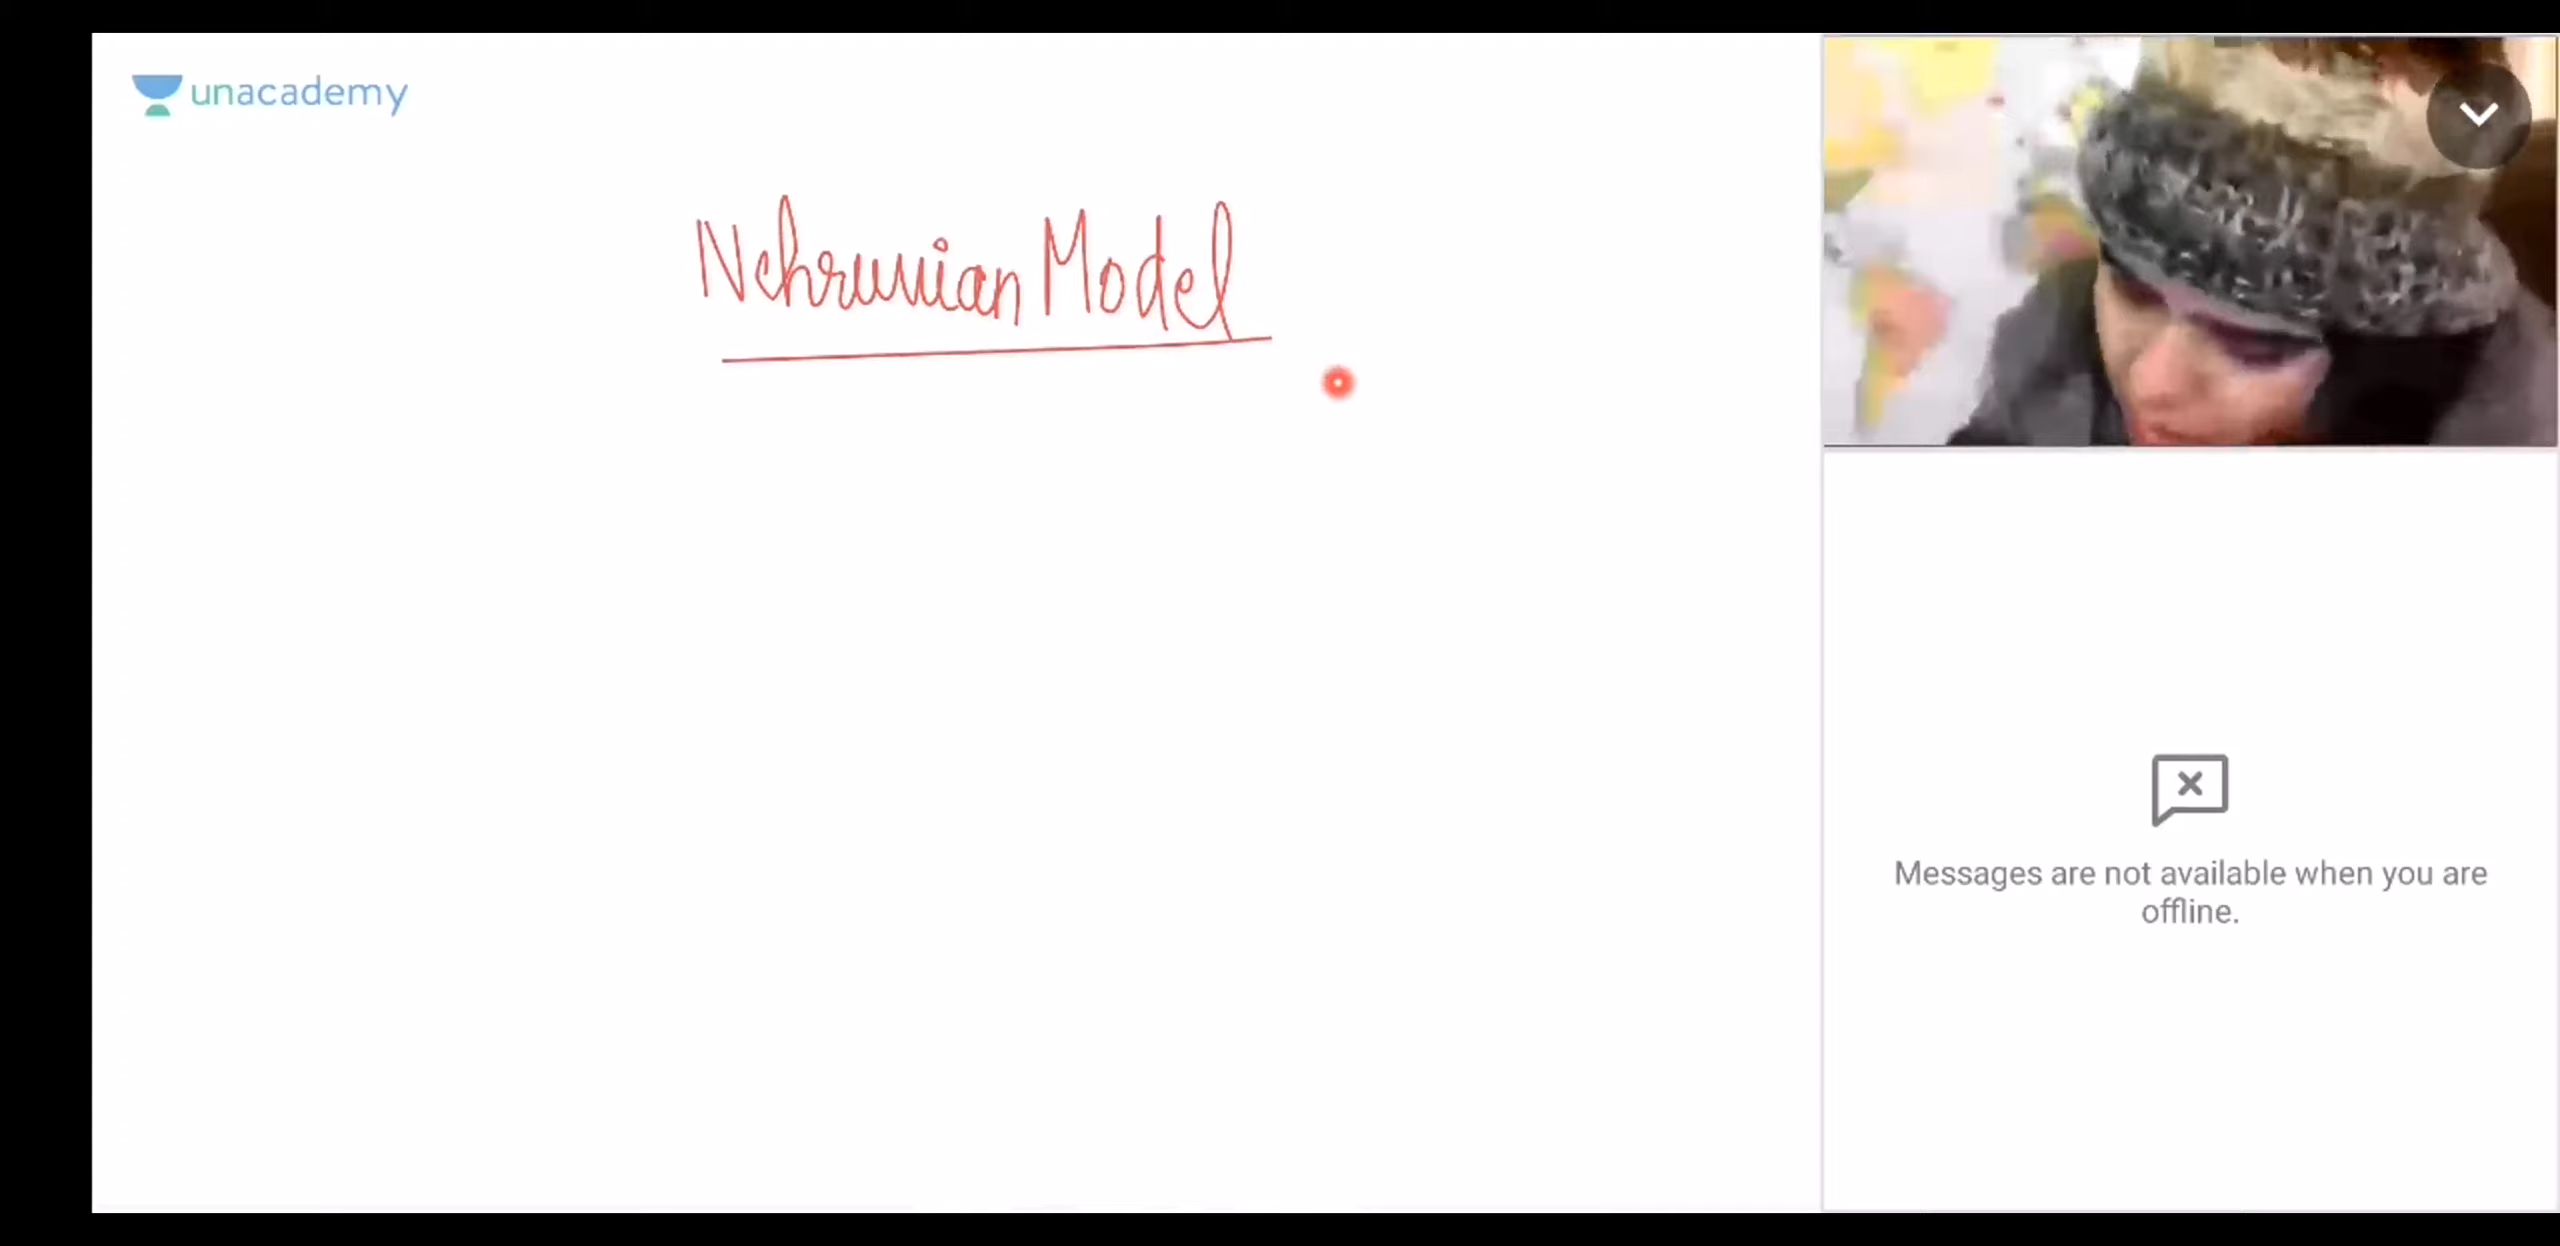 unacademy
Nehruvian Model
Messages are not available when you are
offline.